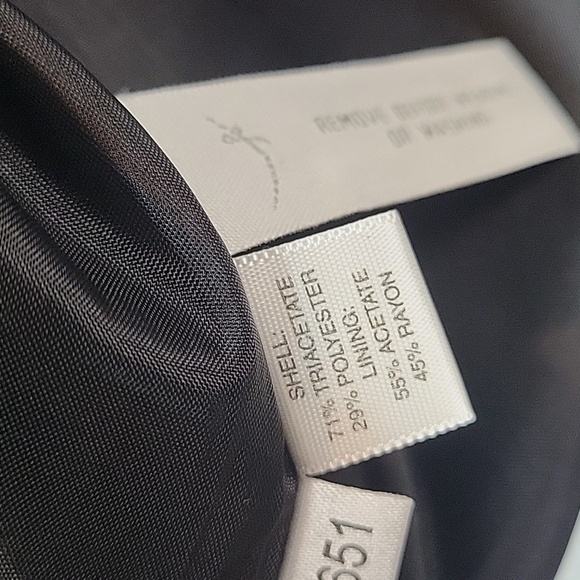 REMOVE BEFORE WEARING
OR WASHING
SHELL:
71% TRIACETATE
29% POLYESTER
LINING:
55% ACETATE
45% RAYON
651